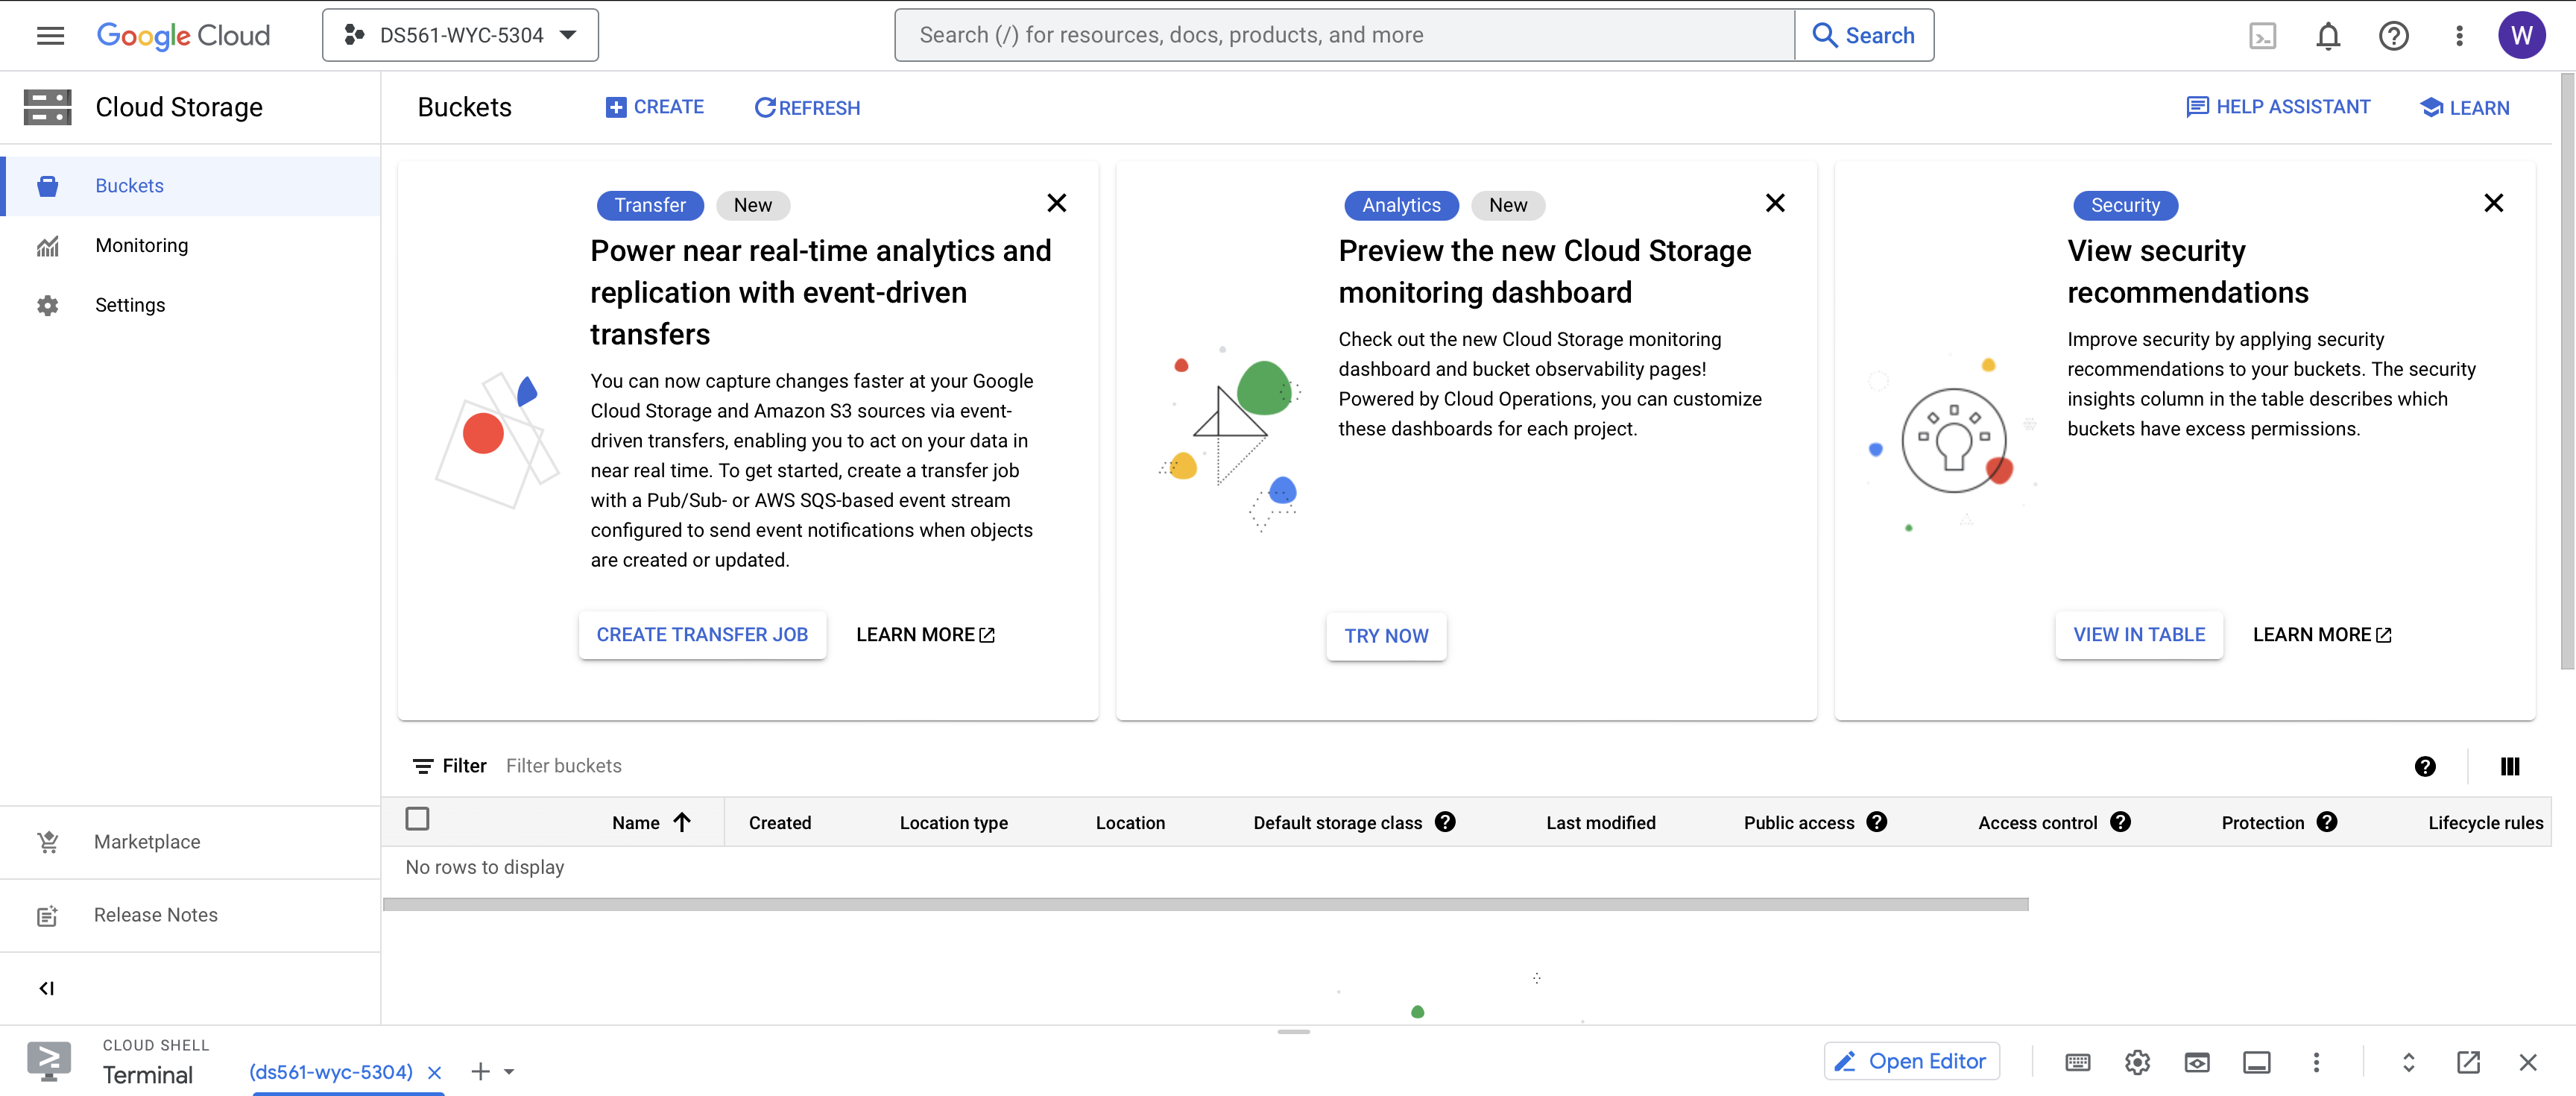 Google Cloud
DS561-WYC-5304
Search (/) for resources, docs, products, and more
Search
W
Cloud Storage
Buckets
CREATE
REFRESH
HELP ASSISTANT
LEARN
Buckets
Monitoring
Settings
Transfer
New
Power near real-time analytics and
replication with event-driven
transfers
You can now capture changes faster at your Google
Cloud Storage and Amazon S3 sources via event-
driven transfers, enabling you to act on your data in
near real time. To get started, create a transfer job
with a Pub/Sub- or AWS SQS-based event stream
configured to send event notifications when objects
are created or updated.
CREATE TRANSFER JOB
LEARN MORE
Analytics
New
Preview the new Cloud Storage
monitoring dashboard
Check out the new Cloud Storage monitoring
dashboard and bucket observability pages!
Powered by Cloud Operations, you can customize
these dashboards for each project.
TRY NOW
Security
View security
recommendations
Improve security by applying security
recommendations to your buckets. The security
insights column in the table describes which
buckets have excess permissions.
VIEW IN TABLE
LEARN MORE
Filter Filter buckets
Name Created Location type Location Default storage class Last modified Public access Access control Protection Lifecycle rules
No rows to display
Marketplace
Release Notes
CLOUD SHELL
Terminal
(ds561-wyc-5304)
Open Editor